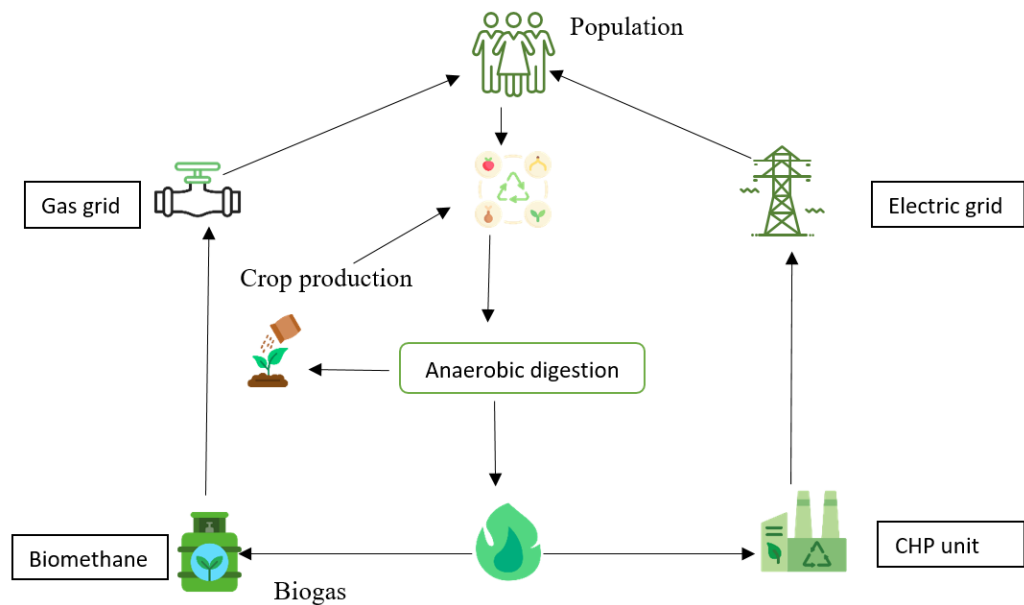 Population
Gas grid
Electric grid
Crop production
Anaerobic digestion
Biomethane
CHP unit
Biogas